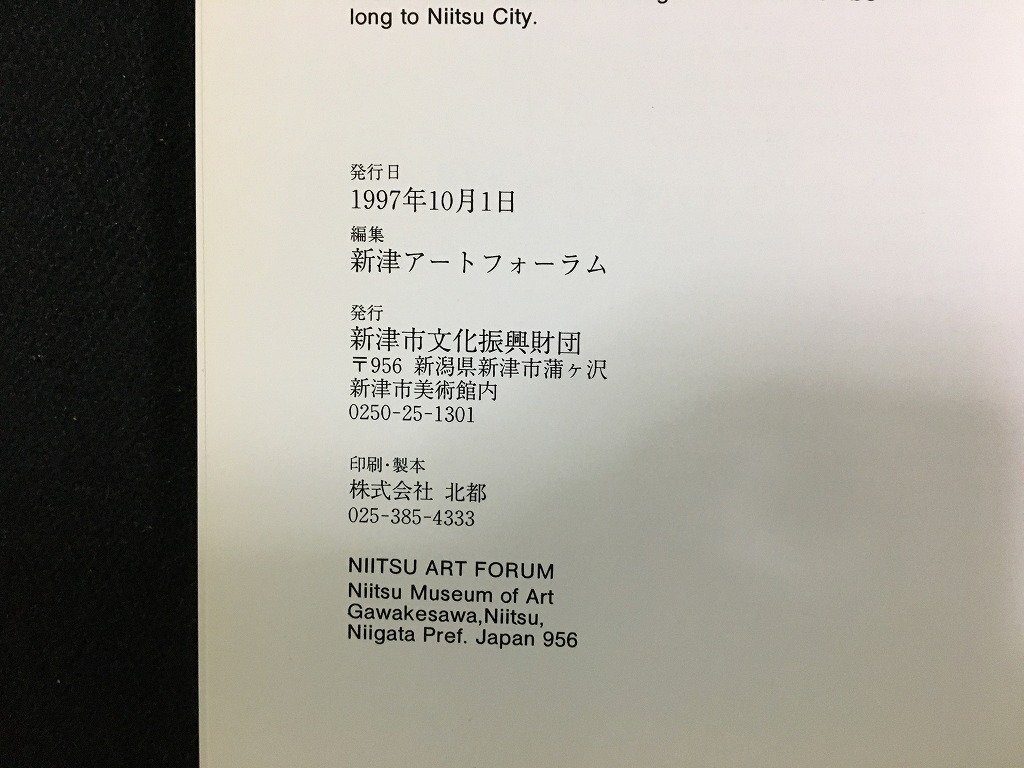 long to Niitsu City.
発行日
1997年10月1日
編集
新津アートフォーラム
発行
新津市文化振興財団
〒956 新潟県新津市蒲ヶ沢
新津市美術館内
0250-25-1301
印刷・製本
株式会社 北都
025-385-4333
NIITSU ART FORUM
Niitsu Museum of Art
Gawakesawa,Niitsu,
Niigata Pref. Japan 956